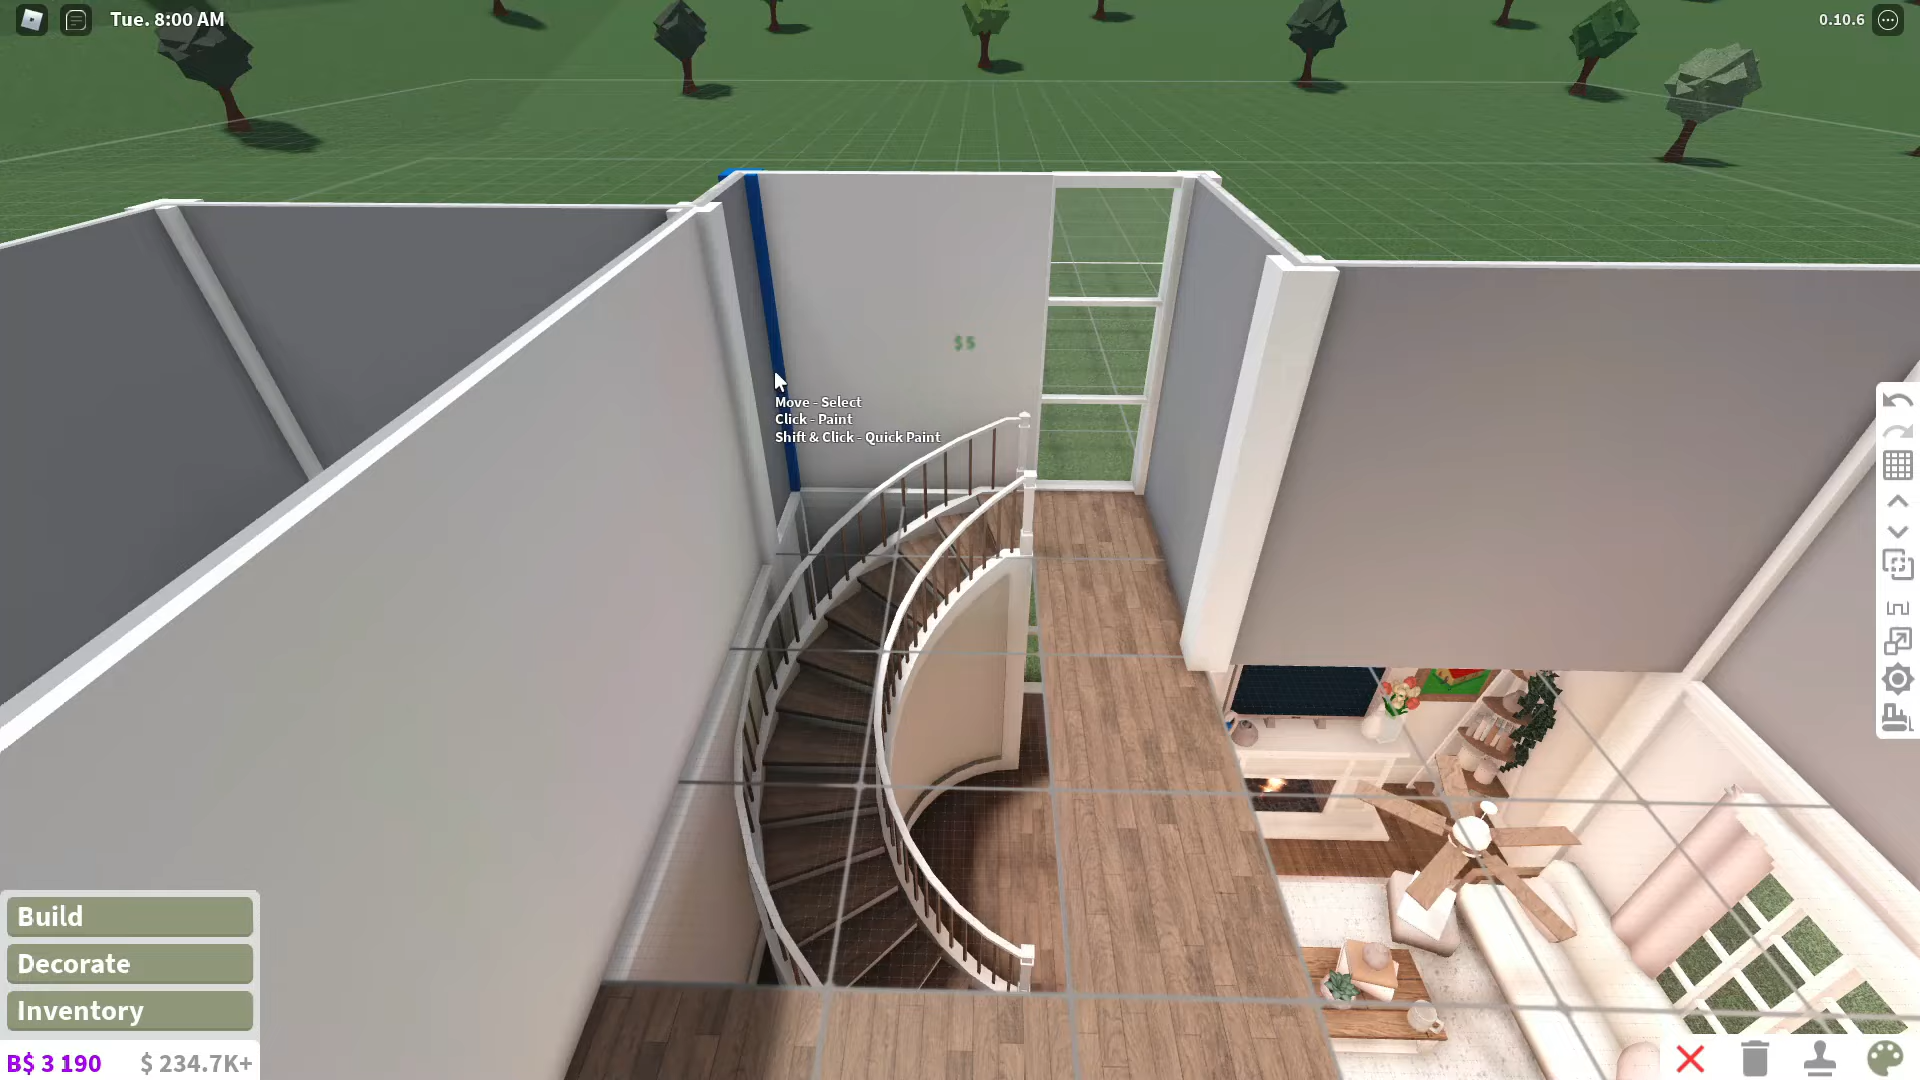 Tue. 8:00 AM
0.10.6
$5
Move - Select
Click - Paint
Shift & Click - Quick Paint
Build
Decorate
Inventory
B$ 3 190 $ 234.7K+